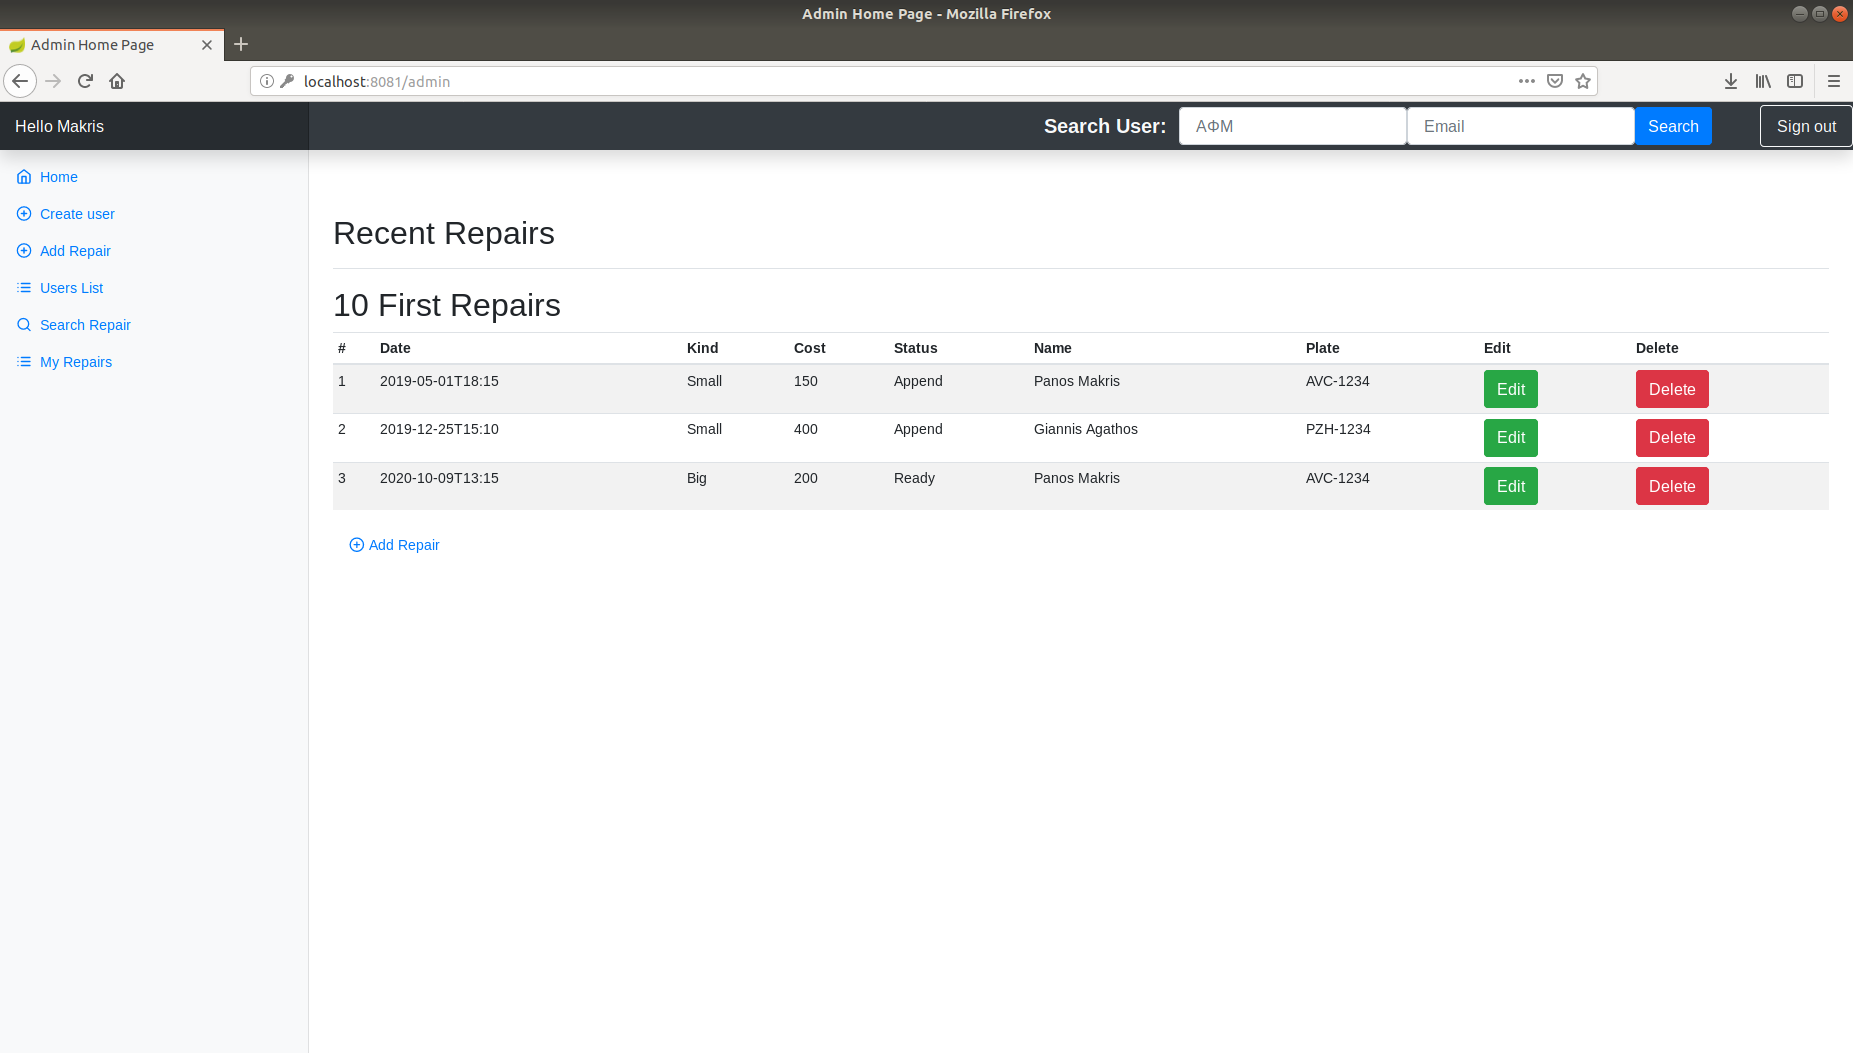 Admin Home Page - Mozilla Firefox
Admin Home Page
localhost:8081/admin
Hello Makris
Search User: ΑΦΜ Email Search Sign out
Home
Create user
Add Repair
Users List
Search Repair
My Repairs
Recent Repairs
10 First Repairs
# Date Kind Cost Status Name Plate Edit Delete
1 2019-05-01T18:15 Small 150 Append Panos Makris AVC-1234 Edit Delete
2 2019-12-25T15:10 Small 400 Append Giannis Agathos PZH-1234 Edit Delete
3 2020-10-09T13:15 Big 200 Ready Panos Makris AVC-1234 Edit Delete
Add Repair